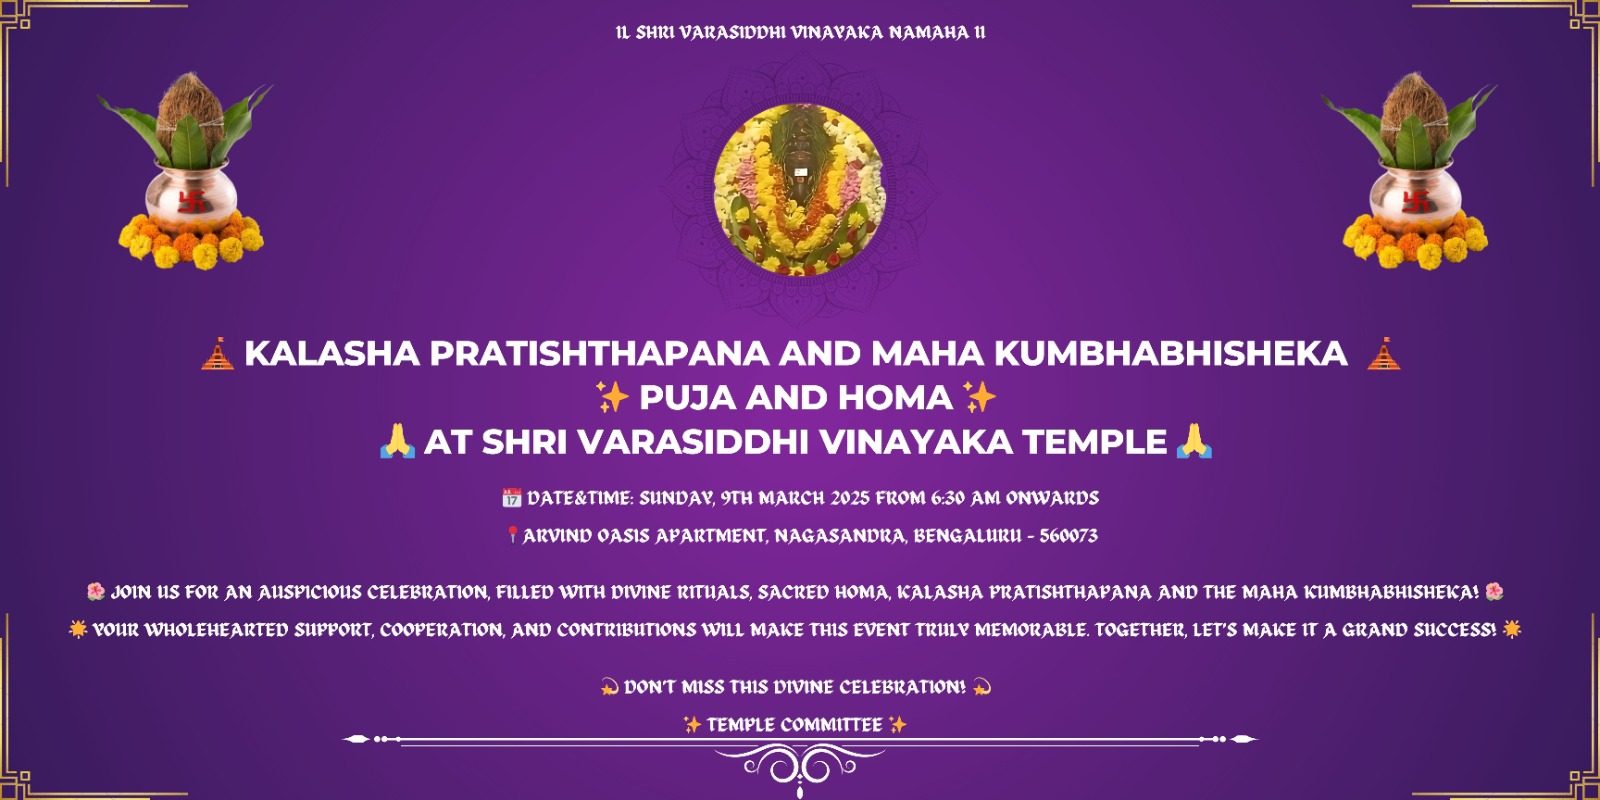 II SHRI VARASIDDHI VINAYAKA NAMAHA II
KALASHA PRATISHTHAPANA AND MAHA KUMBHABHISHEKA
✨ PUJA AND HOMA ✨
🙏 AT SHRI VARASIDDHI VINAYAKA TEMPLE 🙏
📅 DATE&TIME: SUNDAY, 9TH MARCH 2025 FROM 6:30 AM ONWARDS
📍ARVIND OASIS APARTMENT, NAGASANDRA, BENGALURU - 560073
🌺 JOIN US FOR AN AUSPICIOUS CELEBRATION, FILLED WITH DIVINE RITUALS, SACRED HOMA, KALASHA PRATISHTHAPANA AND THE MAHA KUMBHABHISHEKA! 🌺
🌟 YOUR WHOLEHEARTED SUPPORT, COOPERATION, AND CONTRIBUTIONS WILL MAKE THIS EVENT TRULY MEMORABLE. TOGETHER, LET'S MAKE IT A GRAND SUCCESS! 🌟
💫 DON'T MISS THIS DIVINE CELEBRATION! 💫
✨ TEMPLE COMMITTEE ✨